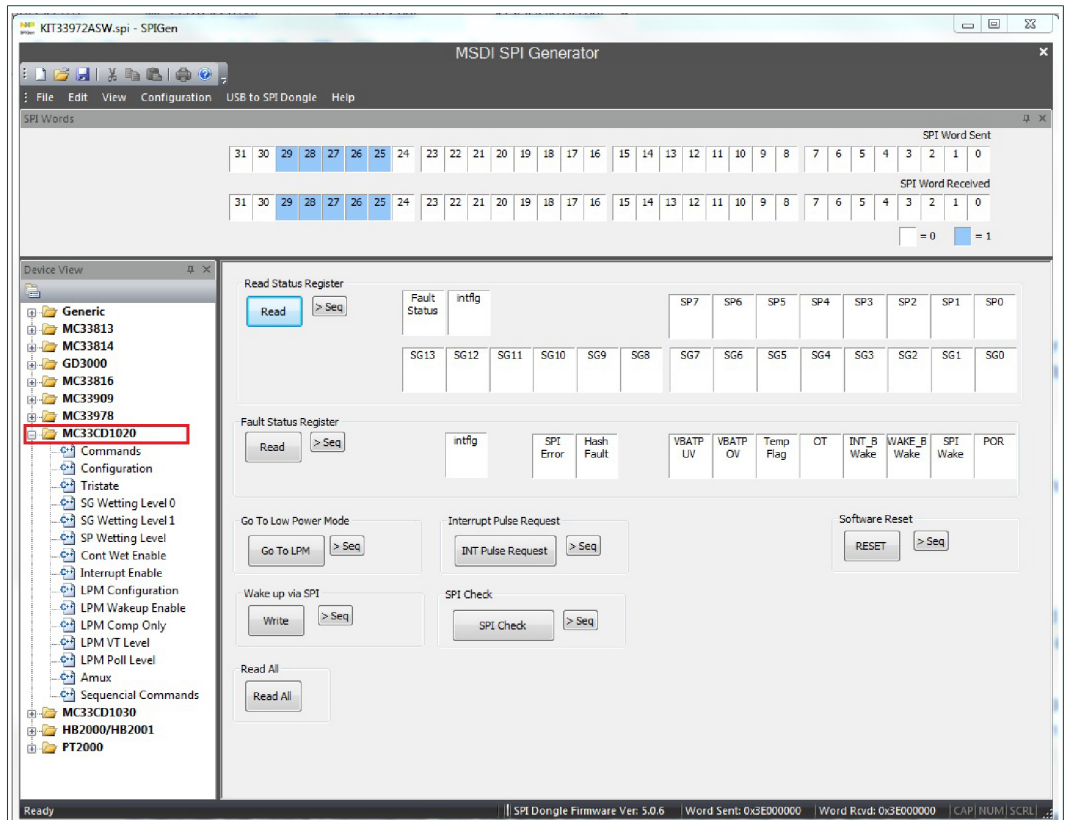 KIT33972ASW.spi - SPIGen
MSDI SPI Generator
File Edit View Configuration USB to SPI Dongle Help
SPI Words
SPI Word Sent
31 30 29 28 27 26 25 24 23 22 21 20 19 18 17 16 15 14 13 12 11 10 9 8 7 6 5 4 3 2 1 0
SPI Word Received
31 30 29 28 27 26 25 24 23 22 21 20 19 18 17 16 15 14 13 12 11 10 9 8 7 6 5 4 3 2 1 0
= 0 = 1
Device View
Generic
MC33813
MC33814
GD3000
MC33816
MC33909
MC33978
MC33CD1020
Commands
Configuration
Tristate
SG Wetting Level 0
SG Wetting Level 1
SP Wetting Level
Cont Wet Enable
Interrupt Enable
LPM Configuration
LPM Wakeup Enable
LPM Comp Only
LPM VT Level
LPM Poll Level
Amux
Sequencial Commands
MC33CD1030
HB2000/HB2001
PT2000
Read Status Register
Read > Seq
Fault Status intflg SP7 SP6 SP5 SP4 SP3 SP2 SP1 SP0
SG13 SG12 SG11 SG10 SG9 SG8 SG7 SG6 SG5 SG4 SG3 SG2 SG1 SG0
Fault Status Register
Read > Seq
intflg SPI Error Hash Fault VBATP UV VBATP OV Temp Flag OT INT_B Wake WAKE_B Wake SPI Wake POR
Go To Low Power Mode
Go To LPM > Seq
Interrupt Pulse Request
INT Pulse Request > Seq
Software Reset
RESET > Seq
Wake up via SPI
Write > Seq
SPI Check
SPI Check > Seq
Read All
Read All
Ready SPI Dongle Firmware Ver: 5.0.6 Word Sent: 0x3E000000 Word Rcvd: 0x3E000000 CAP NUM SCRL